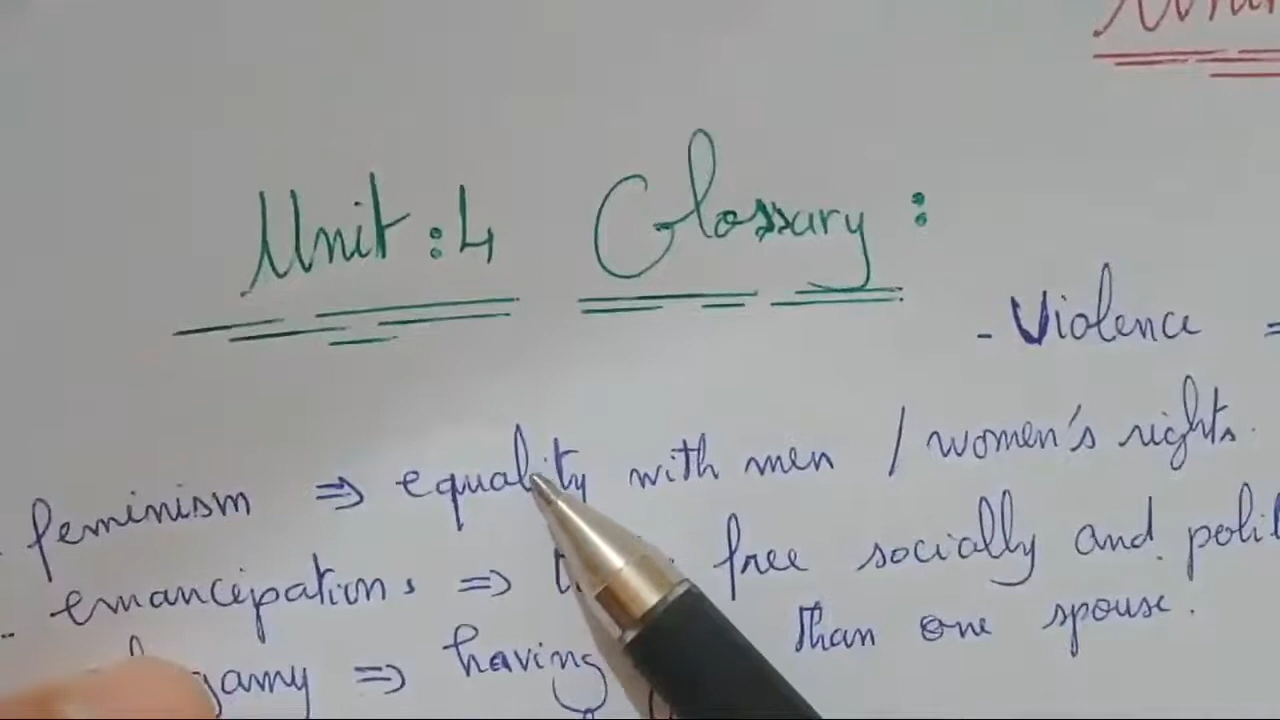 Unit:4 Glossary :
- Violence =
- feminism ⇒ equality with men / women's rights.
- emancipation ⇒ free socially and
⇒ having than one spouse.